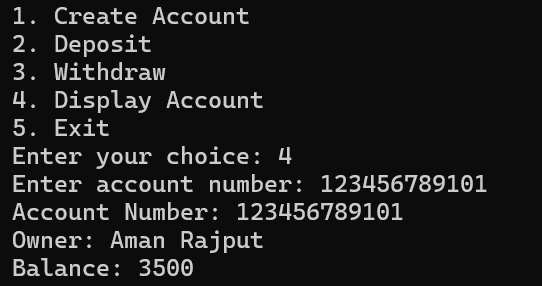 1. Create Account
2. Deposit
3. Withdraw
4. Display Account
5. Exit
Enter your choice: 4
Enter account number: 123456789101
Account Number: 123456789101
Owner: Aman Rajput
Balance: 3500